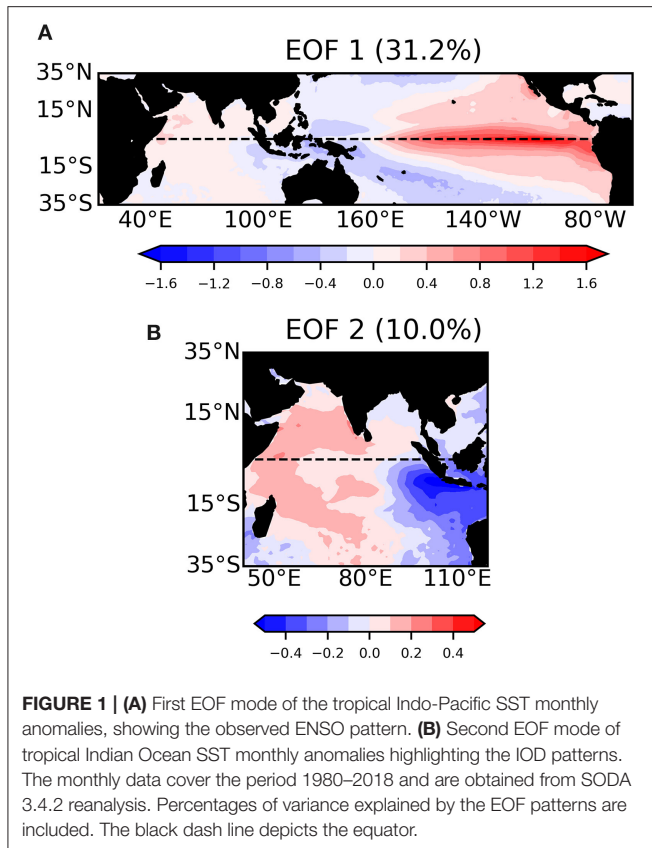 A
EOF 1 (31.2%)
35°N
15°N
15°S
35°S
40°E 100°E 160°E 140°W 80°W
−1.6 −1.2 −0.8 −0.4 0.0 0.4 0.8 1.2 1.6
B
EOF 2 (10.0%)
35°N
15°N
15°S
35°S
50°E 80°E 110°E
−0.4 −0.2 0.0 0.2 0.4
FIGURE 1 | (A) First EOF mode of the tropical Indo-Pacific SST monthly
anomalies, showing the observed ENSO pattern. (B) Second EOF mode of
tropical Indian Ocean SST monthly anomalies highlighting the IOD patterns.
The monthly data cover the period 1980–2018 and are obtained from SODA
3.4.2 reanalysis. Percentages of variance explained by the EOF patterns are
included. The black dash line depicts the equator.